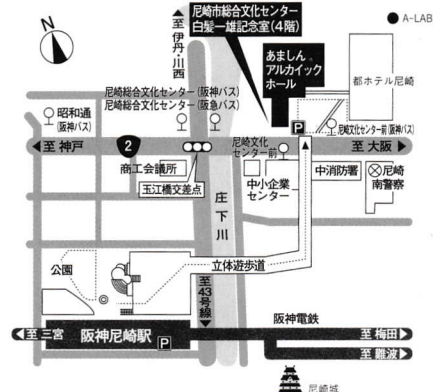 尼崎市総合文化センター
白髪一雄記念室(4階)
A-LAB
N
至伊丹・川西
あましん
アルカイック
ホール
都ホテル尼崎
尼崎総合文化センター(阪神バス)
尼崎総合文化センター(阪急バス)
昭和通
(阪神バス)
P
尼崎文化センター前(阪神バス)
至 神戸
2
尼崎文化
センター前
至 大阪
商工会議所
玉江橋交差点
中小企業
センター
中消防署
尼崎
南警察
庄下川
公園
立体遊歩道
至43号線
阪神電鉄
至 三宮
阪神尼崎駅
P
至 梅田
至 難波
尼崎城